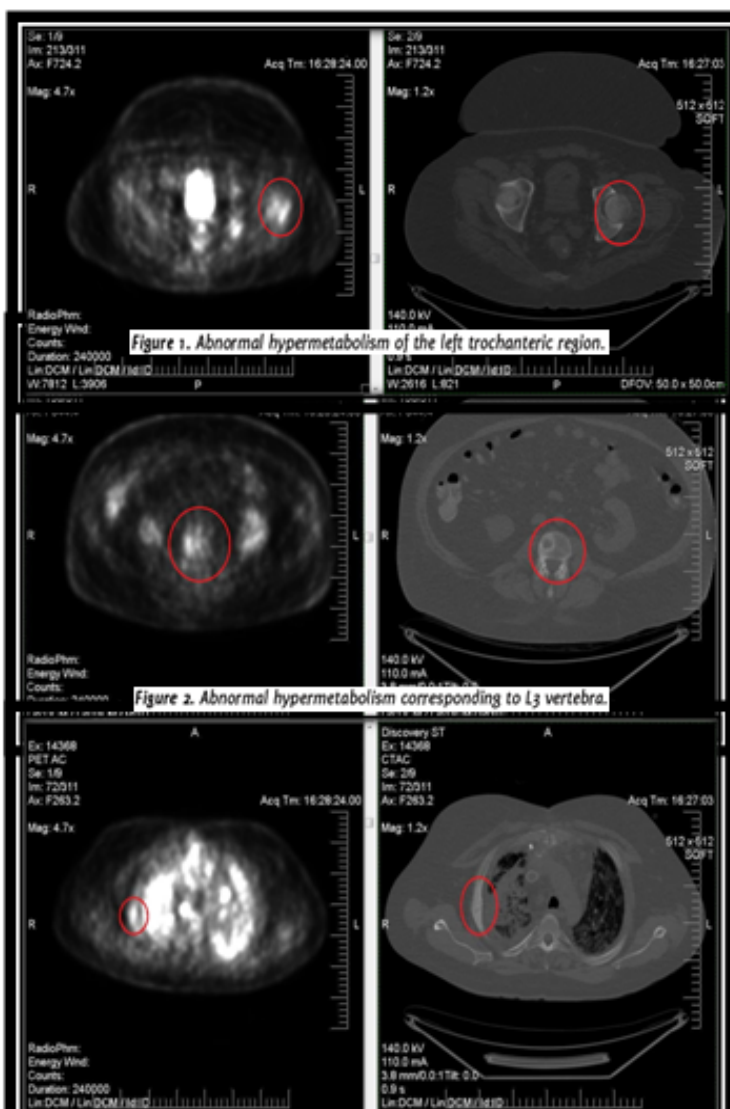 Se: 1/9
Im: 213/311
Ax: F724.2
Acq Tm: 16:28:24.00
Mag: 4.7x
R
L
RadioPhm:
Energy Wnd:
Counts:
Duration: 240000
Lin:DCM / Lin:DCM / Id:ID
W:7812 L:3906
P
Se: 2/9
Im: 213/311
Ax: F724.2
Acq Tm: 16:27:03
Mag: 1.2x
512 x 512
SOFT
R
L
140.0 kV
110.0 mA
0.9 s
Lin:DCM / Lin:DCM / Id:ID
W:2616 L:821
P
DFOV: 50.0 x 50.0cm
Figure 1. Abnormal hypermetabolism of the left trochanteric region.
Mag: 4.7x
R
L
RadioPhm:
Energy Wnd:
Counts:
Mag: 1.2x
512 x 512
SOFT
R
L
140.0 kV
110.0 mA
Figure 2. Abnormal hypermetabolism corresponding to L3 vertebra.
A
Ex: 14368
PET AC
Se: 1/9
Im: 72/311
Ax: F263.2
Acq Tm: 16:28:24.00
Mag: 4.7x
R
L
RadioPhm:
Energy Wnd:
Counts:
Duration: 240000
Lin:DCM / Lin:DCM / Id:ID
Discovery ST
A
Ex: 14368
CTAC
Se: 2/9
Im: 72/311
Ax: F263.2
Acq Tm: 16:27:03
Mag: 1.2x
512 x 512
SOFT
R
L
140.0 kV
110.0 mA
3.8 mm/0.0:1Tilt: 0.0
0.9 s
Lin:DCM / Lin:DCM / Id:ID